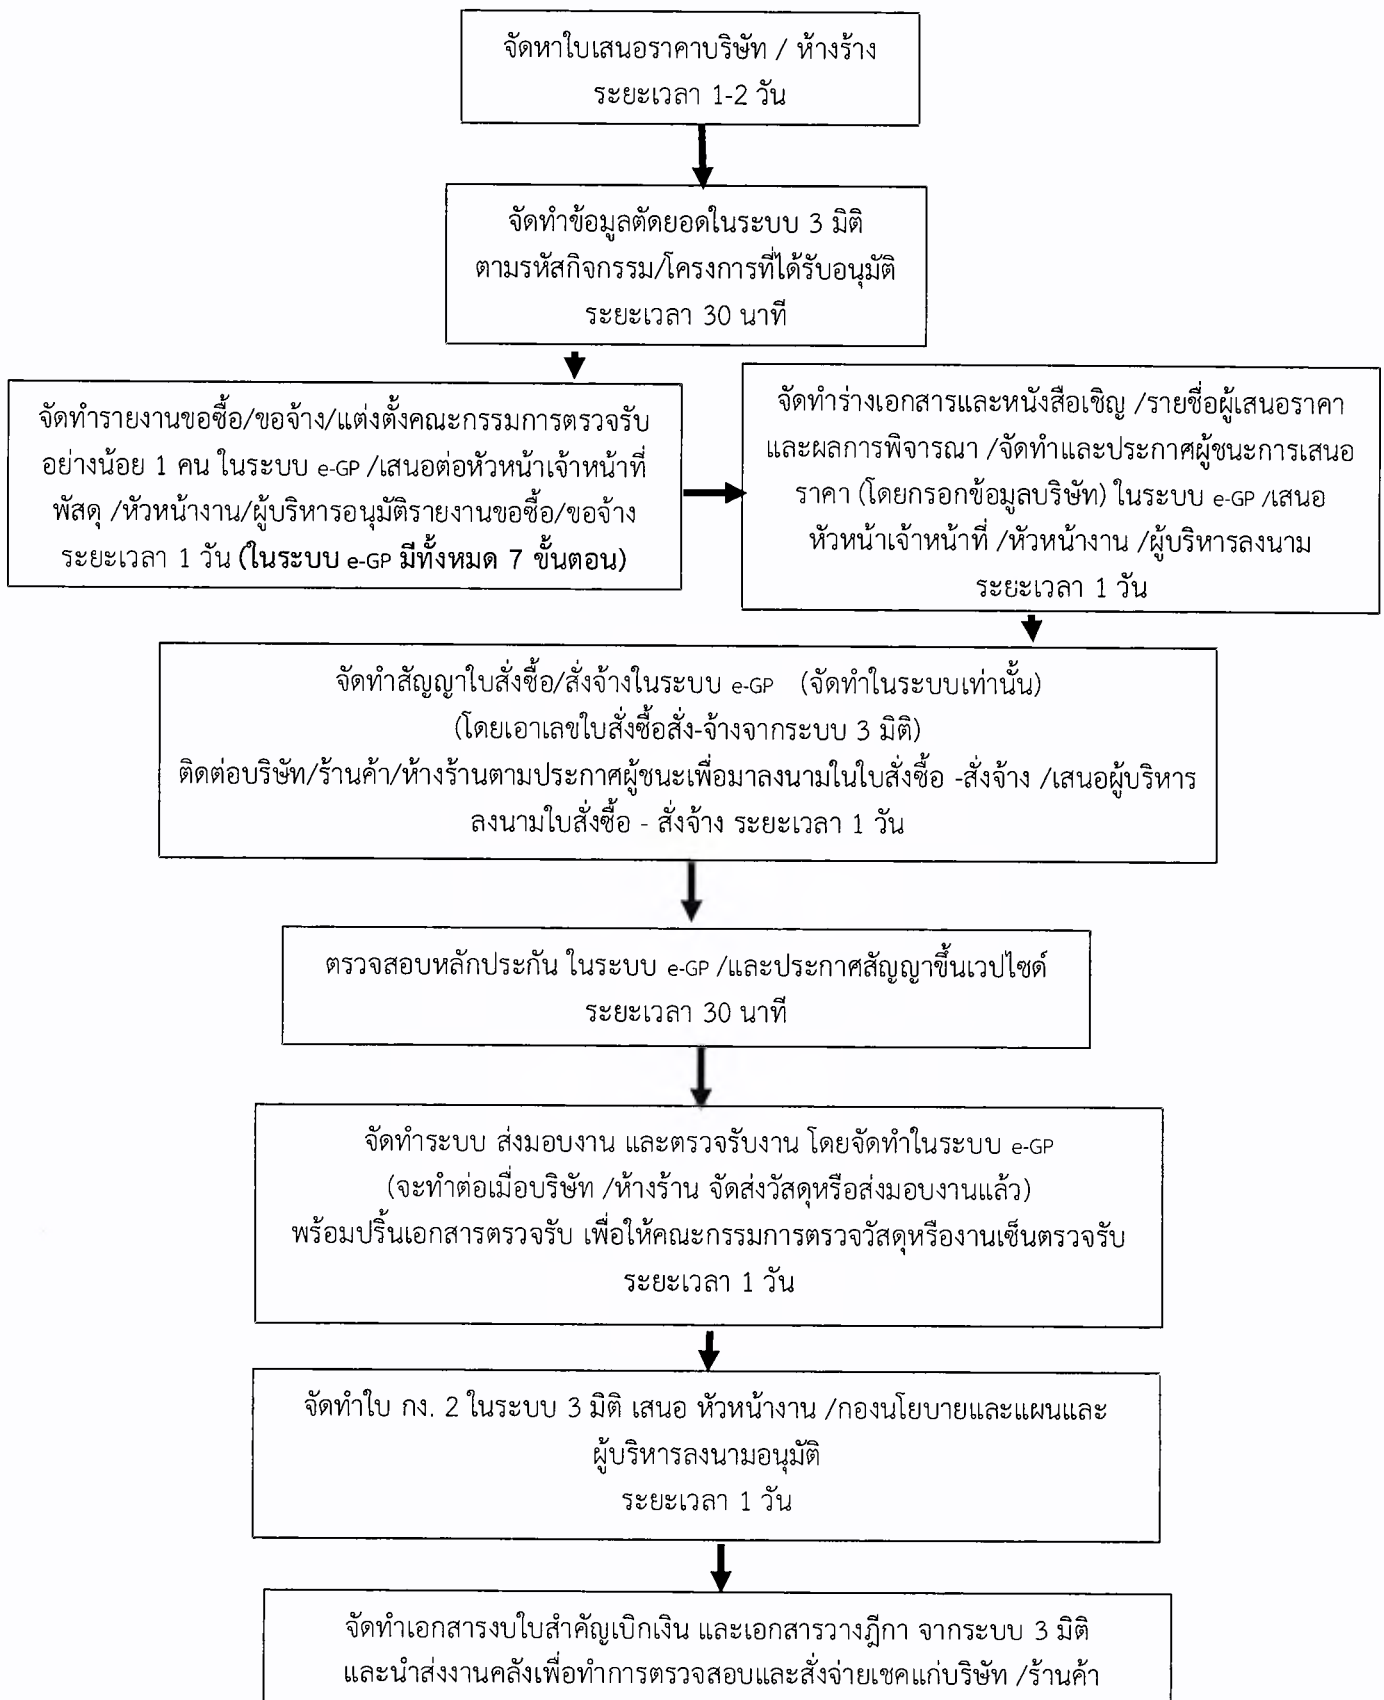 จัดหาใบเสนอราคาบริษัท / ห้างร้าง
ระยะเวลา 1-2 วัน
จัดทำข้อมูลตัดยอดในระบบ 3 มิติ
ตามรหัสกิจกรรม/โครงการที่ได้รับอนุมัติ
ระยะเวลา 30 นาที
จัดทำรายงานขอซื้อ/ขอจ้าง/แต่งตั้งคณะกรรมการตรวจรับ
อย่างน้อย 1 คน ในระบบ e-GP /เสนอต่อหัวหน้าเจ้าหน้าที่
พัสดุ /หัวหน้างาน/ผู้บริหารอนุมัติรายงานขอซื้อ/ขอจ้าง
ระยะเวลา 1 วัน (ในระบบ e-GP มีทั้งหมด 7 ขั้นตอน)
จัดทำร่างเอกสารและหนังสือเชิญ /รายชื่อผู้เสนอราคา
และผลการพิจารณา /จัดทำและประกาศผู้ชนะการเสนอ
ราคา (โดยกรอกข้อมูลบริษัท) ในระบบ e-GP /เสนอ
หัวหน้าเจ้าหน้าที่ /หัวหน้างาน /ผู้บริหารลงนาม
ระยะเวลา 1 วัน
จัดทำสัญญาใบสั่งซื้อ/สั่งจ้างในระบบ e-GP (จัดทำในระบบเท่านั้น)
(โดยเอาเลขใบสั่งซื้อสั่ง-จ้างจากระบบ 3 มิติ)
ติดต่อบริษัท/ร้านค้า/ห้างร้านตามประกาศผู้ชนะเพื่อมาลงนามในใบสั่งซื้อ -สั่งจ้าง /เสนอผู้บริหาร
ลงนามใบสั่งซื้อ - สั่งจ้าง ระยะเวลา 1 วัน
ตรวจสอบหลักประกัน ในระบบ e-GP /และประกาศสัญญาขึ้นเวปไซด์
ระยะเวลา 30 นาที
จัดทำระบบ ส่งมอบงาน และตรวจรับงาน โดยจัดทำในระบบ e-GP
(จะทำต่อเมื่อบริษัท /ห้างร้าน จัดส่งวัสดุหรือส่งมอบงานแล้ว)
พร้อมปริ้นเอกสารตรวจรับ เพื่อให้คณะกรรมการตรวจวัสดุหรืองานเซ็นตรวจรับ
ระยะเวลา 1 วัน
จัดทำใบ กง. 2 ในระบบ 3 มิติ เสนอ หัวหน้างาน /กองนโยบายและแผนและ
ผู้บริหารลงนามอนุมัติ
ระยะเวลา 1 วัน
จัดทำเอกสารงบใบสำคัญเบิกเงิน และเอกสารวางฎีกา จากระบบ 3 มิติ
และนำส่งงานคลังเพื่อทำการตรวจสอบและสั่งจ่ายเชคแก่บริษัท /ร้านค้า